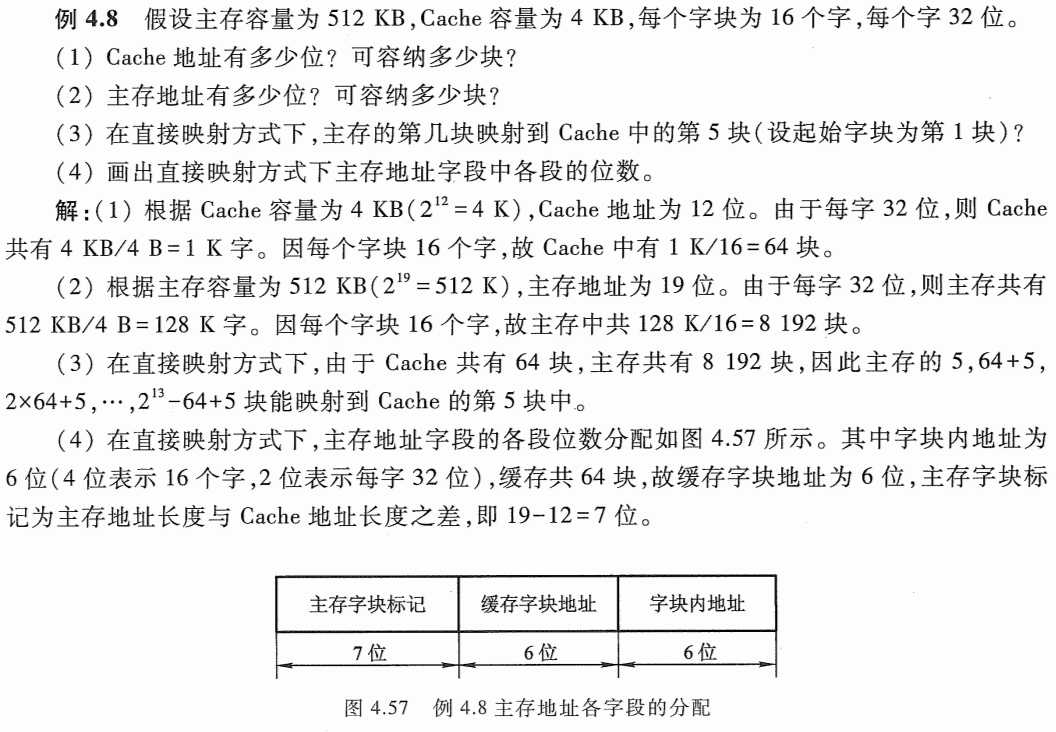 例 4.8 假设主存容量为 512 KB,Cache 容量为 4 KB,每个字块为 16 个字,每个字 32 位。
(1) Cache 地址有多少位? 可容纳多少块?
(2) 主存地址有多少位? 可容纳多少块?
(3) 在直接映射方式下,主存的第几块映射到 Cache 中的第 5 块(设起始字块为第 1 块)?
(4) 画出直接映射方式下主存地址字段中各段的位数。
解:(1) 根据 Cache 容量为 4 KB(2¹²=4 K),Cache 地址为 12 位。由于每字 32 位,则 Cache
共有 4 KB/4 B=1 K 字。因每个字块 16 个字,故 Cache 中有 1 K/16=64 块。
(2) 根据主存容量为 512 KB(2¹⁹=512 K),主存地址为 19 位。由于每字 32 位,则主存共有
512 KB/4 B=128 K 字。因每个字块 16 个字,故主存中共 128 K/16=8 192 块。
(3) 在直接映射方式下,由于 Cache 共有 64 块,主存共有 8 192 块,因此主存的 5,64+5,
2×64+5,…,2¹³-64+5 块能映射到 Cache 的第 5 块中。
(4) 在直接映射方式下,主存地址字段的各段位数分配如图 4.57 所示。其中字块内地址为
6 位(4 位表示 16 个字,2 位表示每字 32 位),缓存共 64 块,故缓存字块地址为 6 位,主存字块标
记为主存地址长度与 Cache 地址长度之差,即 19-12=7 位。
主存字块标记 缓存字块地址 字块内地址
7 位 6 位 6 位
图 4.57 例 4.8 主存地址各字段的分配